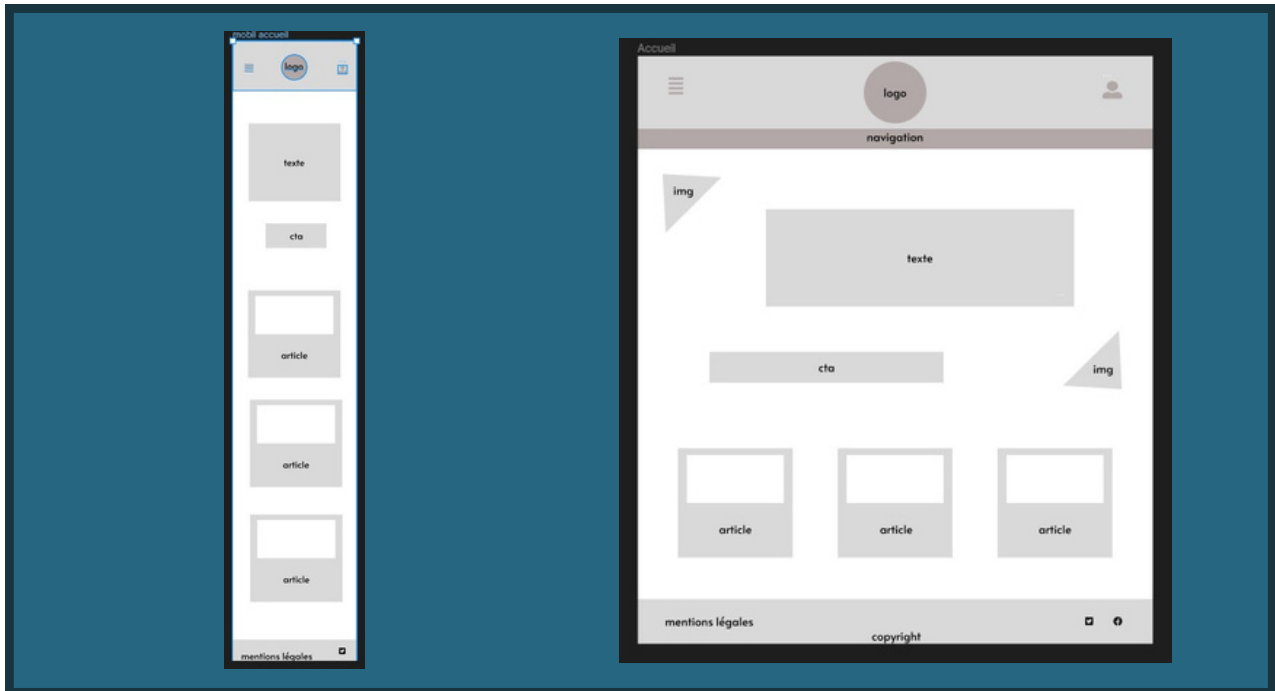 mobil accueil
logo
texte
cta
article
article
article
mentions légales
Accueil
logo
navigation
img
texte
cta
img
article
article
article
mentions légales
copyright